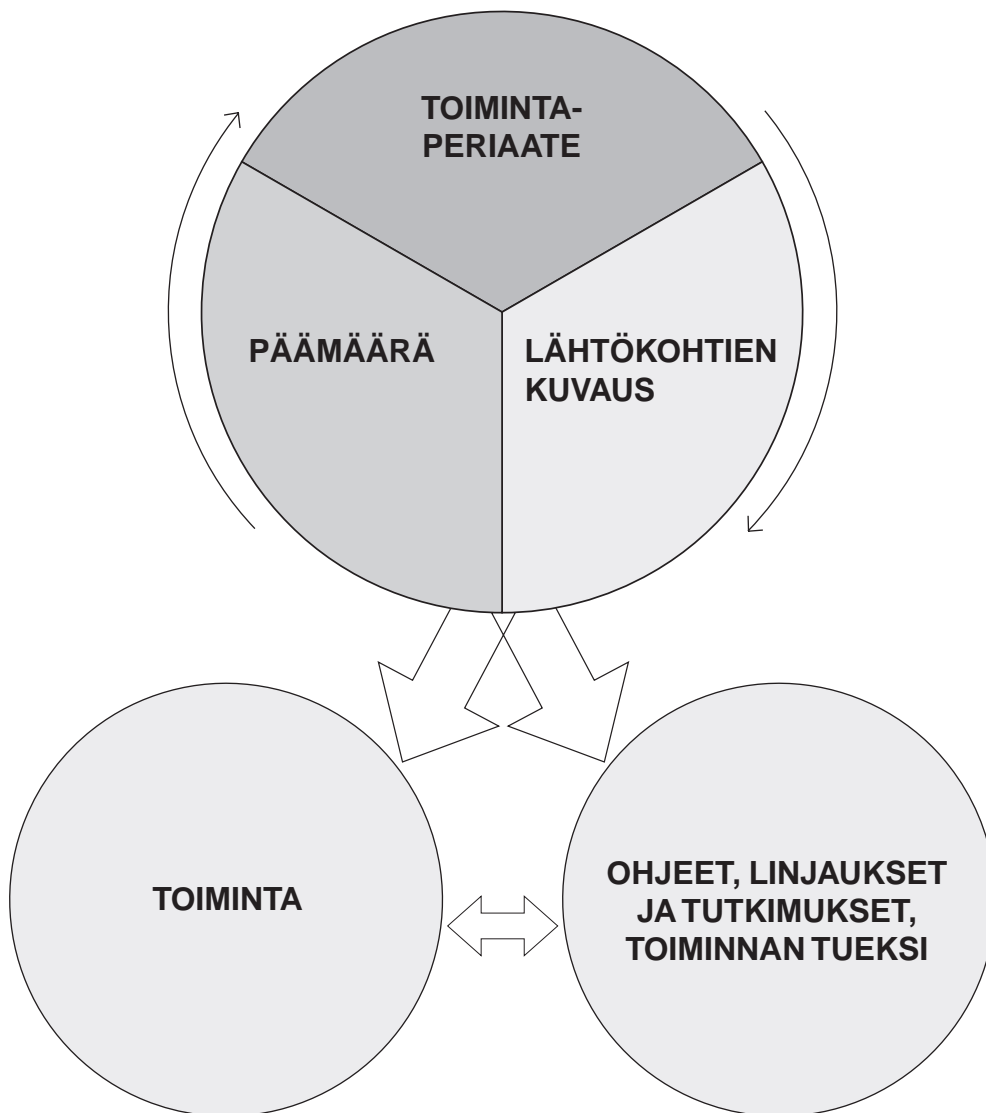 TOIMINTA-
PERIAATE
PÄÄMÄÄRÄ
LÄHTÖKOHTIEN
KUVAUS
TOIMINTA
OHJEET, LINJAUKSET
JA TUTKIMUKSET,
TOIMINNAN TUEKSI